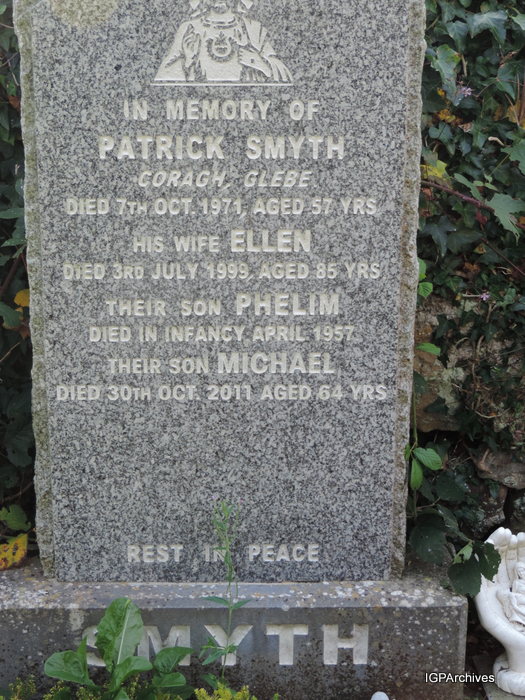 IN MEMORY OF
PATRICK SMYTH
CORAGH, GLEBE
DIED 7TH OCT. 1971, AGED 57 YRS
HIS WIFE ELLEN
DIED 3RD JULY 1999, AGED 85 YRS
THEIR SON PHELIM
DIED IN INFANCY APRIL 1957
THEIR SON MICHAEL
DIED 30TH OCT. 2011 AGED 64 YRS
REST IN PEACE
SMYTH
IGPArchives